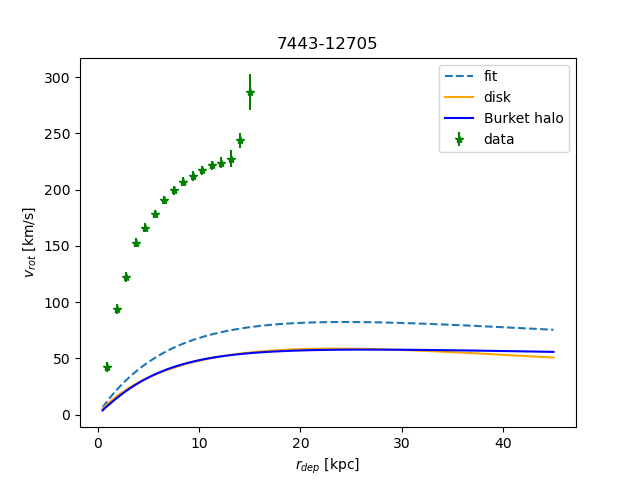 7443-12705
300
250
200
150
100
50
0
v_rot [km/s]
fit
disk
Burket halo
data
0 10 20 30 40
r_dep [kpc]